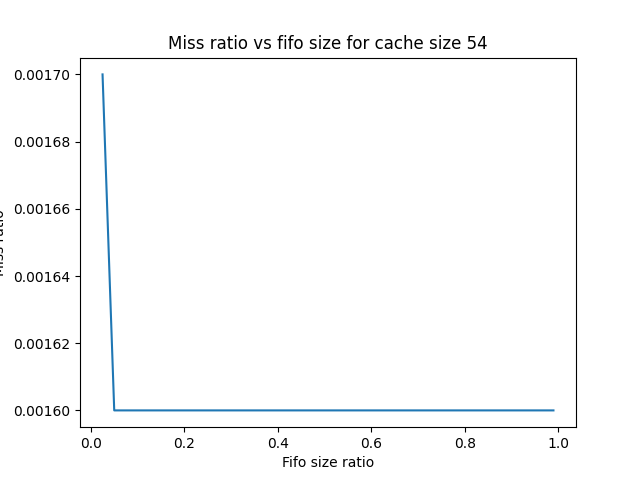 Miss ratio vs fifo size for cache size 54
0.00170
0.00168
0.00166
0.00164
0.00162
0.00160
Miss ratio
0.0 0.2 0.4 0.6 0.8 1.0
Fifo size ratio